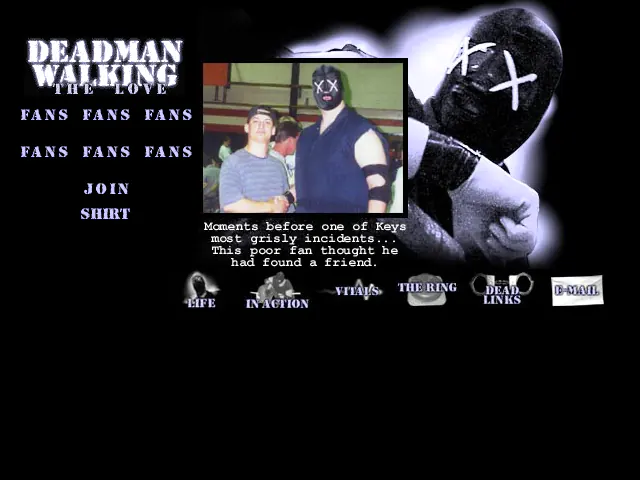 DEADMAN
WALKING
THE LOVE
FANS FANS FANS
FANS FANS FANS
JOIN
SHIRT
Moments before one of Keys
most grisly incidents...
This poor fan thought he
had found a friend.
LIFE
IN ACTION
VITALS
THE RING
DEAD
LINKS
E-MAIL